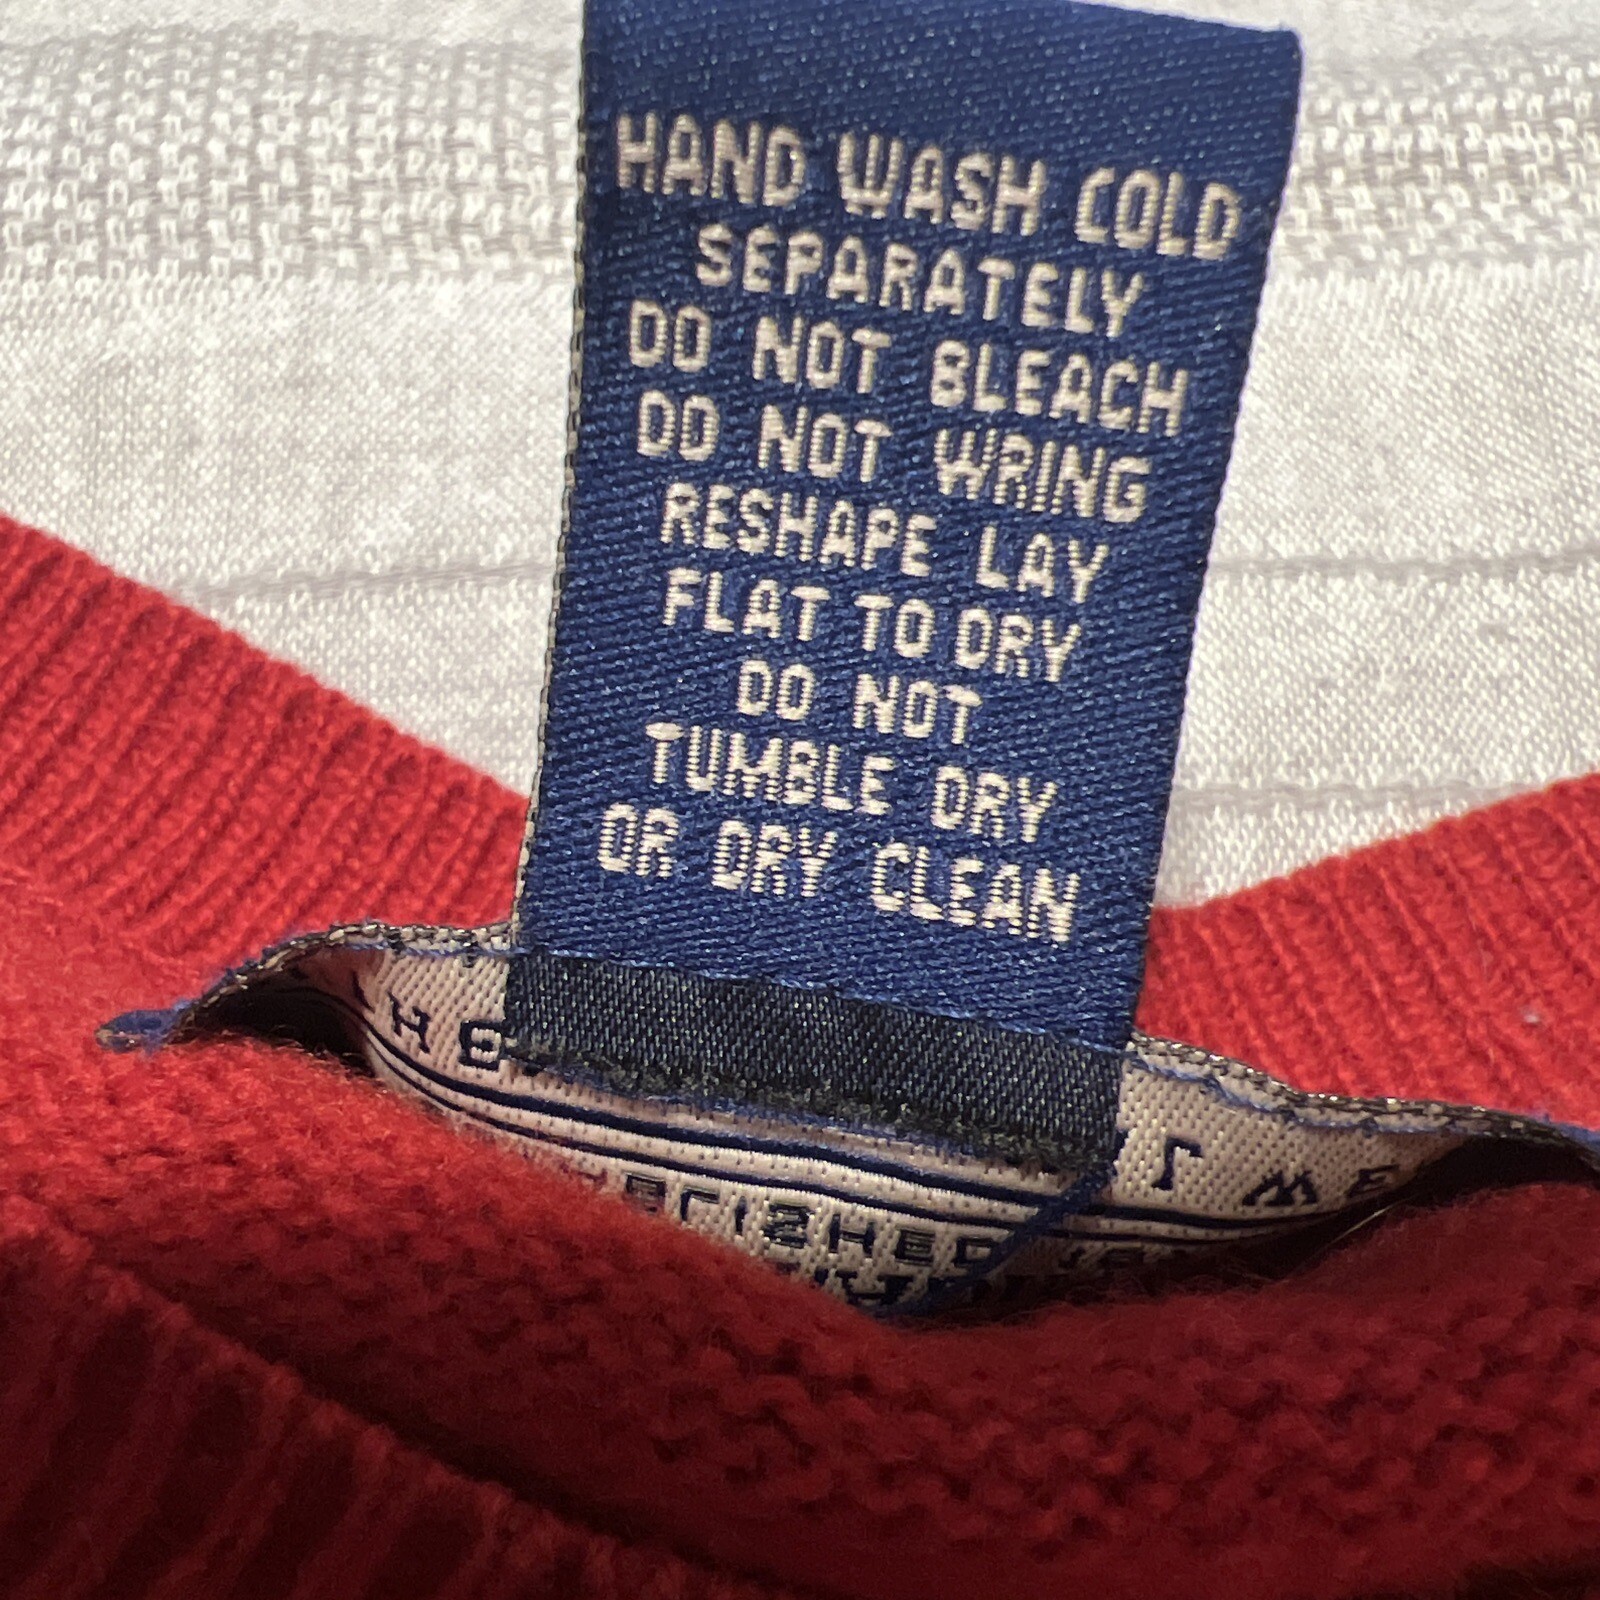 HAND WASH COLD
SEPARATELY
DO NOT BLEACH
DO NOT WRING
RESHAPE LAY
FLAT TO DRY
DO NOT
TUMBLE DRY
OR DRY CLEAN